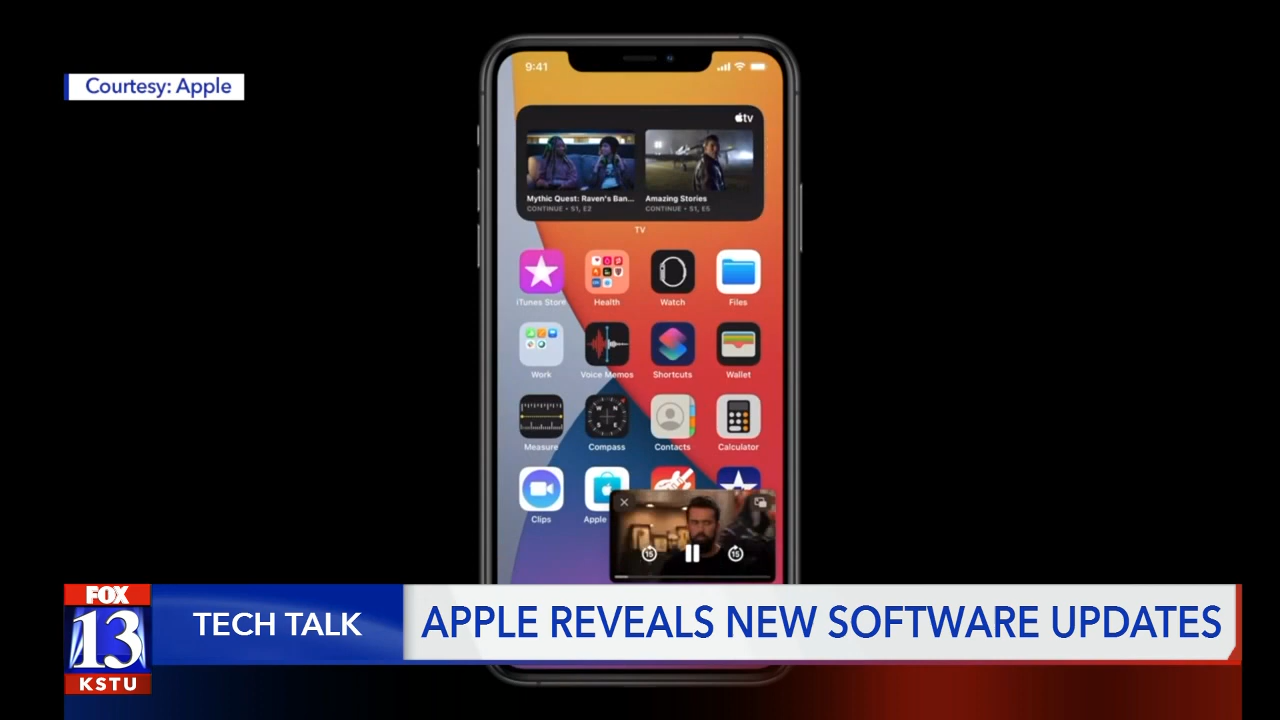 Courtesy: Apple
9:41
tv
Mythic Quest: Raven's Ban...
CONTINUE • S1, E2
Amazing Stories
CONTINUE • S1, E5
TV
iTunes Store
Health
Watch
Files
Work
Voice Memos
Shortcuts
Wallet
N
W
S
E
Measure
Compass
Contacts
Calculator
Clips
Apple
15
15
FOX
13
KSTU
TECH TALK
APPLE REVEALS NEW SOFTWARE UPDATES